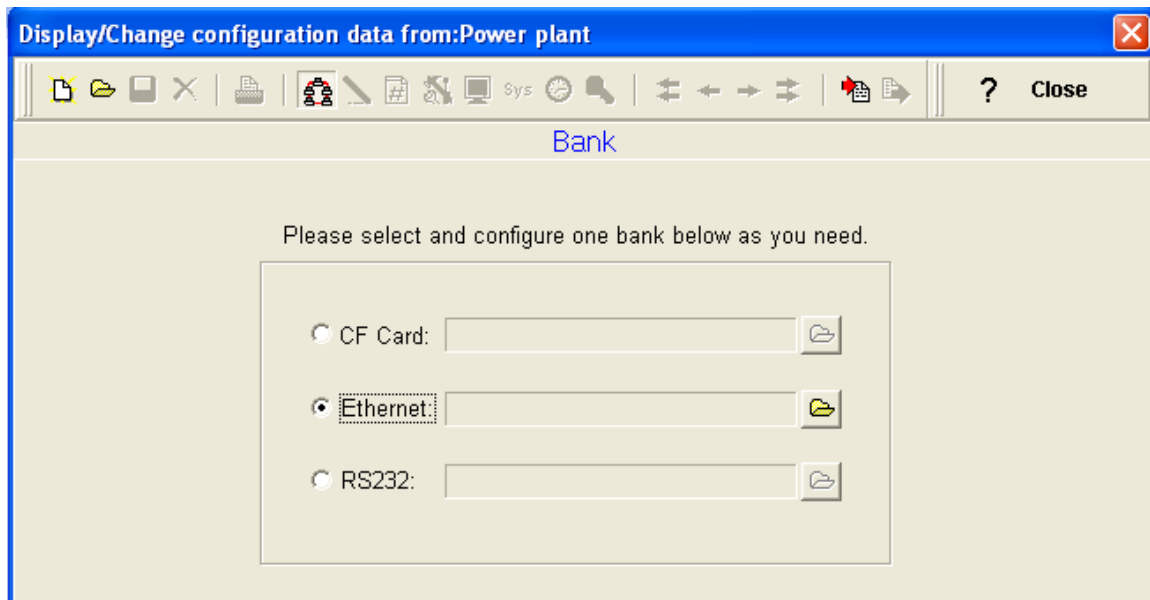 Display/Change configuration data from:Power plant
# Sys ? Close
Bank
Please select and configure one bank below as you need.
CF Card:
Ethernet:
RS232: